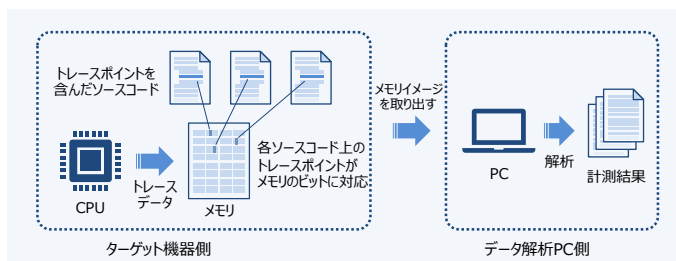 トレースポイントを
含んだソースコード
メモリイメージ
を取り出す
各ソースコード上の
トレースポイントが
メモリのビットに対応
トレース
データ
CPU
メモリ
PC
解析
計測結果
ターゲット機器側
データ解析PC側